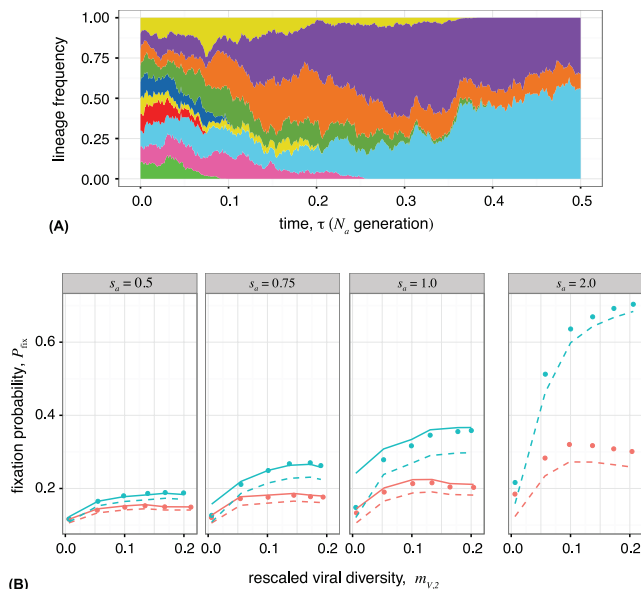 1.00
0.75
0.50
0.25
0.00
lineage frequency
0.0 0.1 0.2 0.3 0.4 0.5
time, τ (Nₐ generation)
(A)
sₐ = 0.5 sₐ = 0.75 sₐ = 1.0 sₐ = 2.0
0.6
0.4
0.2
fixation probability, P_fix
0.0 0.1 0.2 0.0 0.1 0.2 0.0 0.1 0.2 0.0 0.1 0.2
rescaled viral diversity, m_V,2
(B)